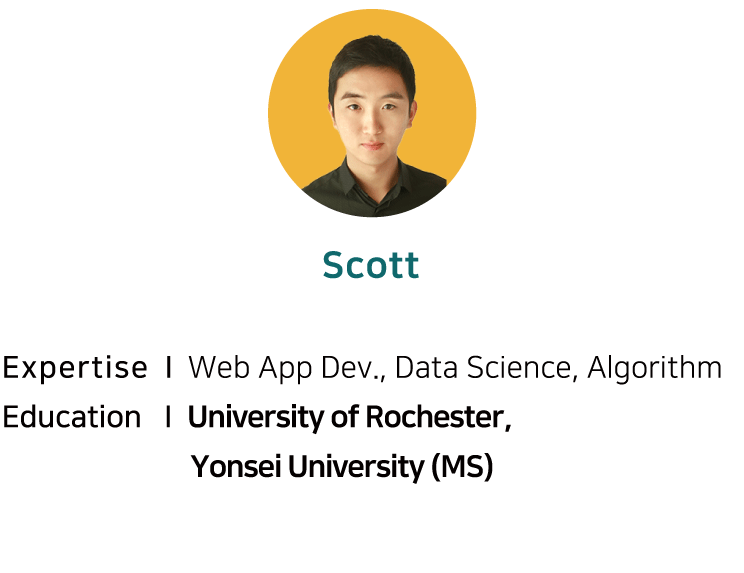 Scott
Expertise I Web App Dev., Data Science, Algorithm
Education I University of Rochester,
Yonsei University (MS)